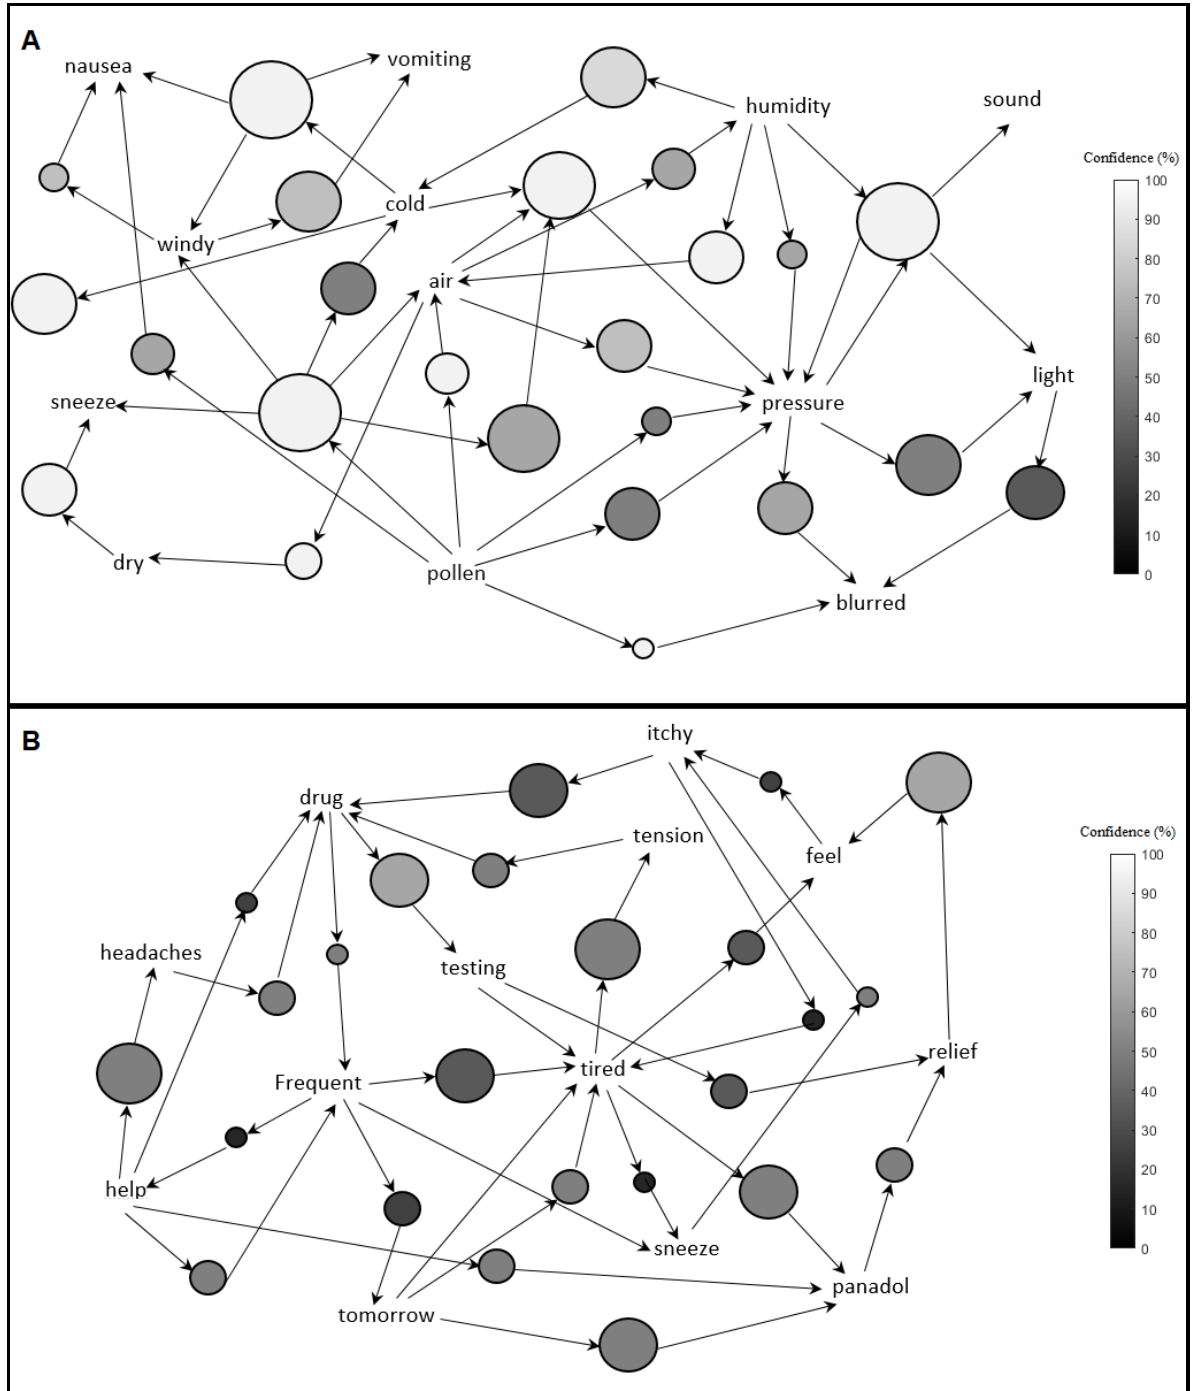 A
nausea
vomiting
humidity
sound
Confidence (%)
100
90
80
70
60
50
40
30
20
10
0
cold
windy
air
light
sneeze
pressure
dry
pollen
blurred
B
itchy
drug
tension
feel
Confidence (%)
100
90
80
70
60
50
40
30
20
10
0
headaches
testing
relief
tired
Frequent
help
sneeze
panadol
tomorrow